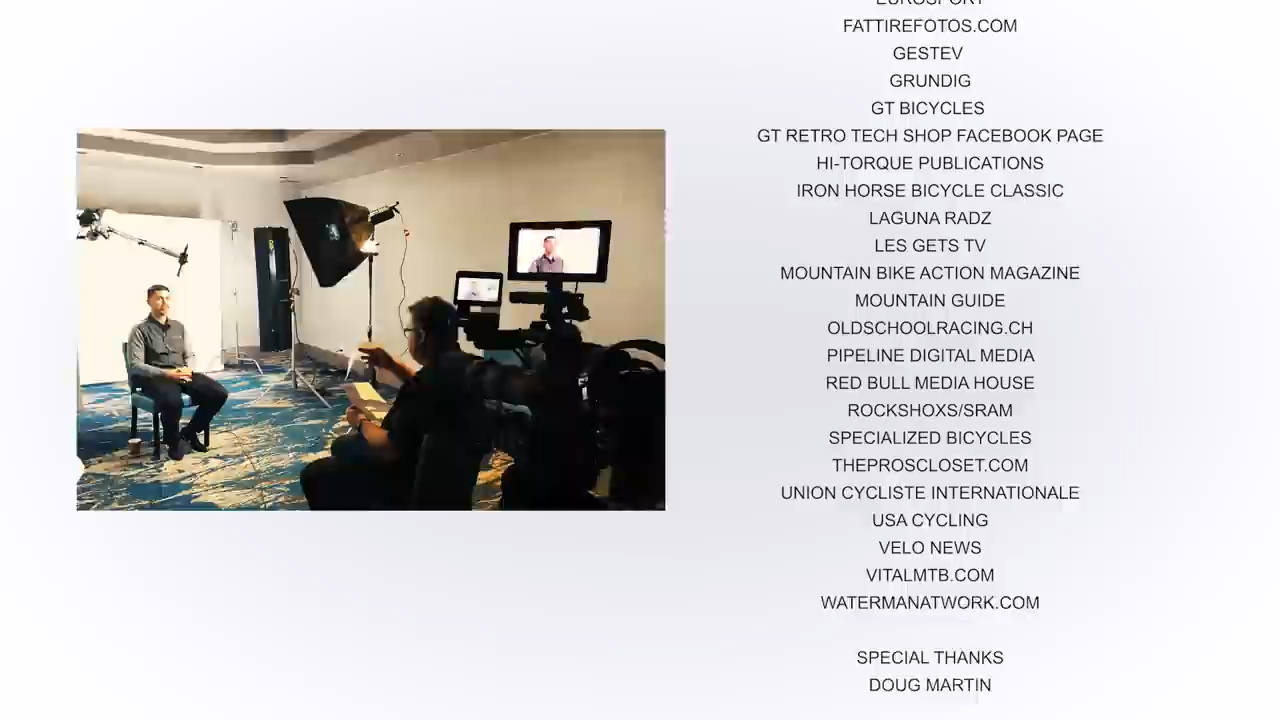 EUROSPORT
FATTIREFOTOS.COM
GESTEV
GRUNDIG
GT BICYCLES
GT RETRO TECH SHOP FACEBOOK PAGE
HI-TORQUE PUBLICATIONS
IRON HORSE BICYCLE CLASSIC
LAGUNA RADZ
LES GETS TV
MOUNTAIN BIKE ACTION MAGAZINE
MOUNTAIN GUIDE
OLDSCHOOLRACING.CH
PIPELINE DIGITAL MEDIA
RED BULL MEDIA HOUSE
ROCKSHOXS/SRAM
SPECIALIZED BICYCLES
THEPROSCLOSET.COM
UNION CYCLISTE INTERNATIONALE
USA CYCLING
VELO NEWS
VITALMTB.COM
WATERMANATWORK.COM
SPECIAL THANKS
DOUG MARTIN